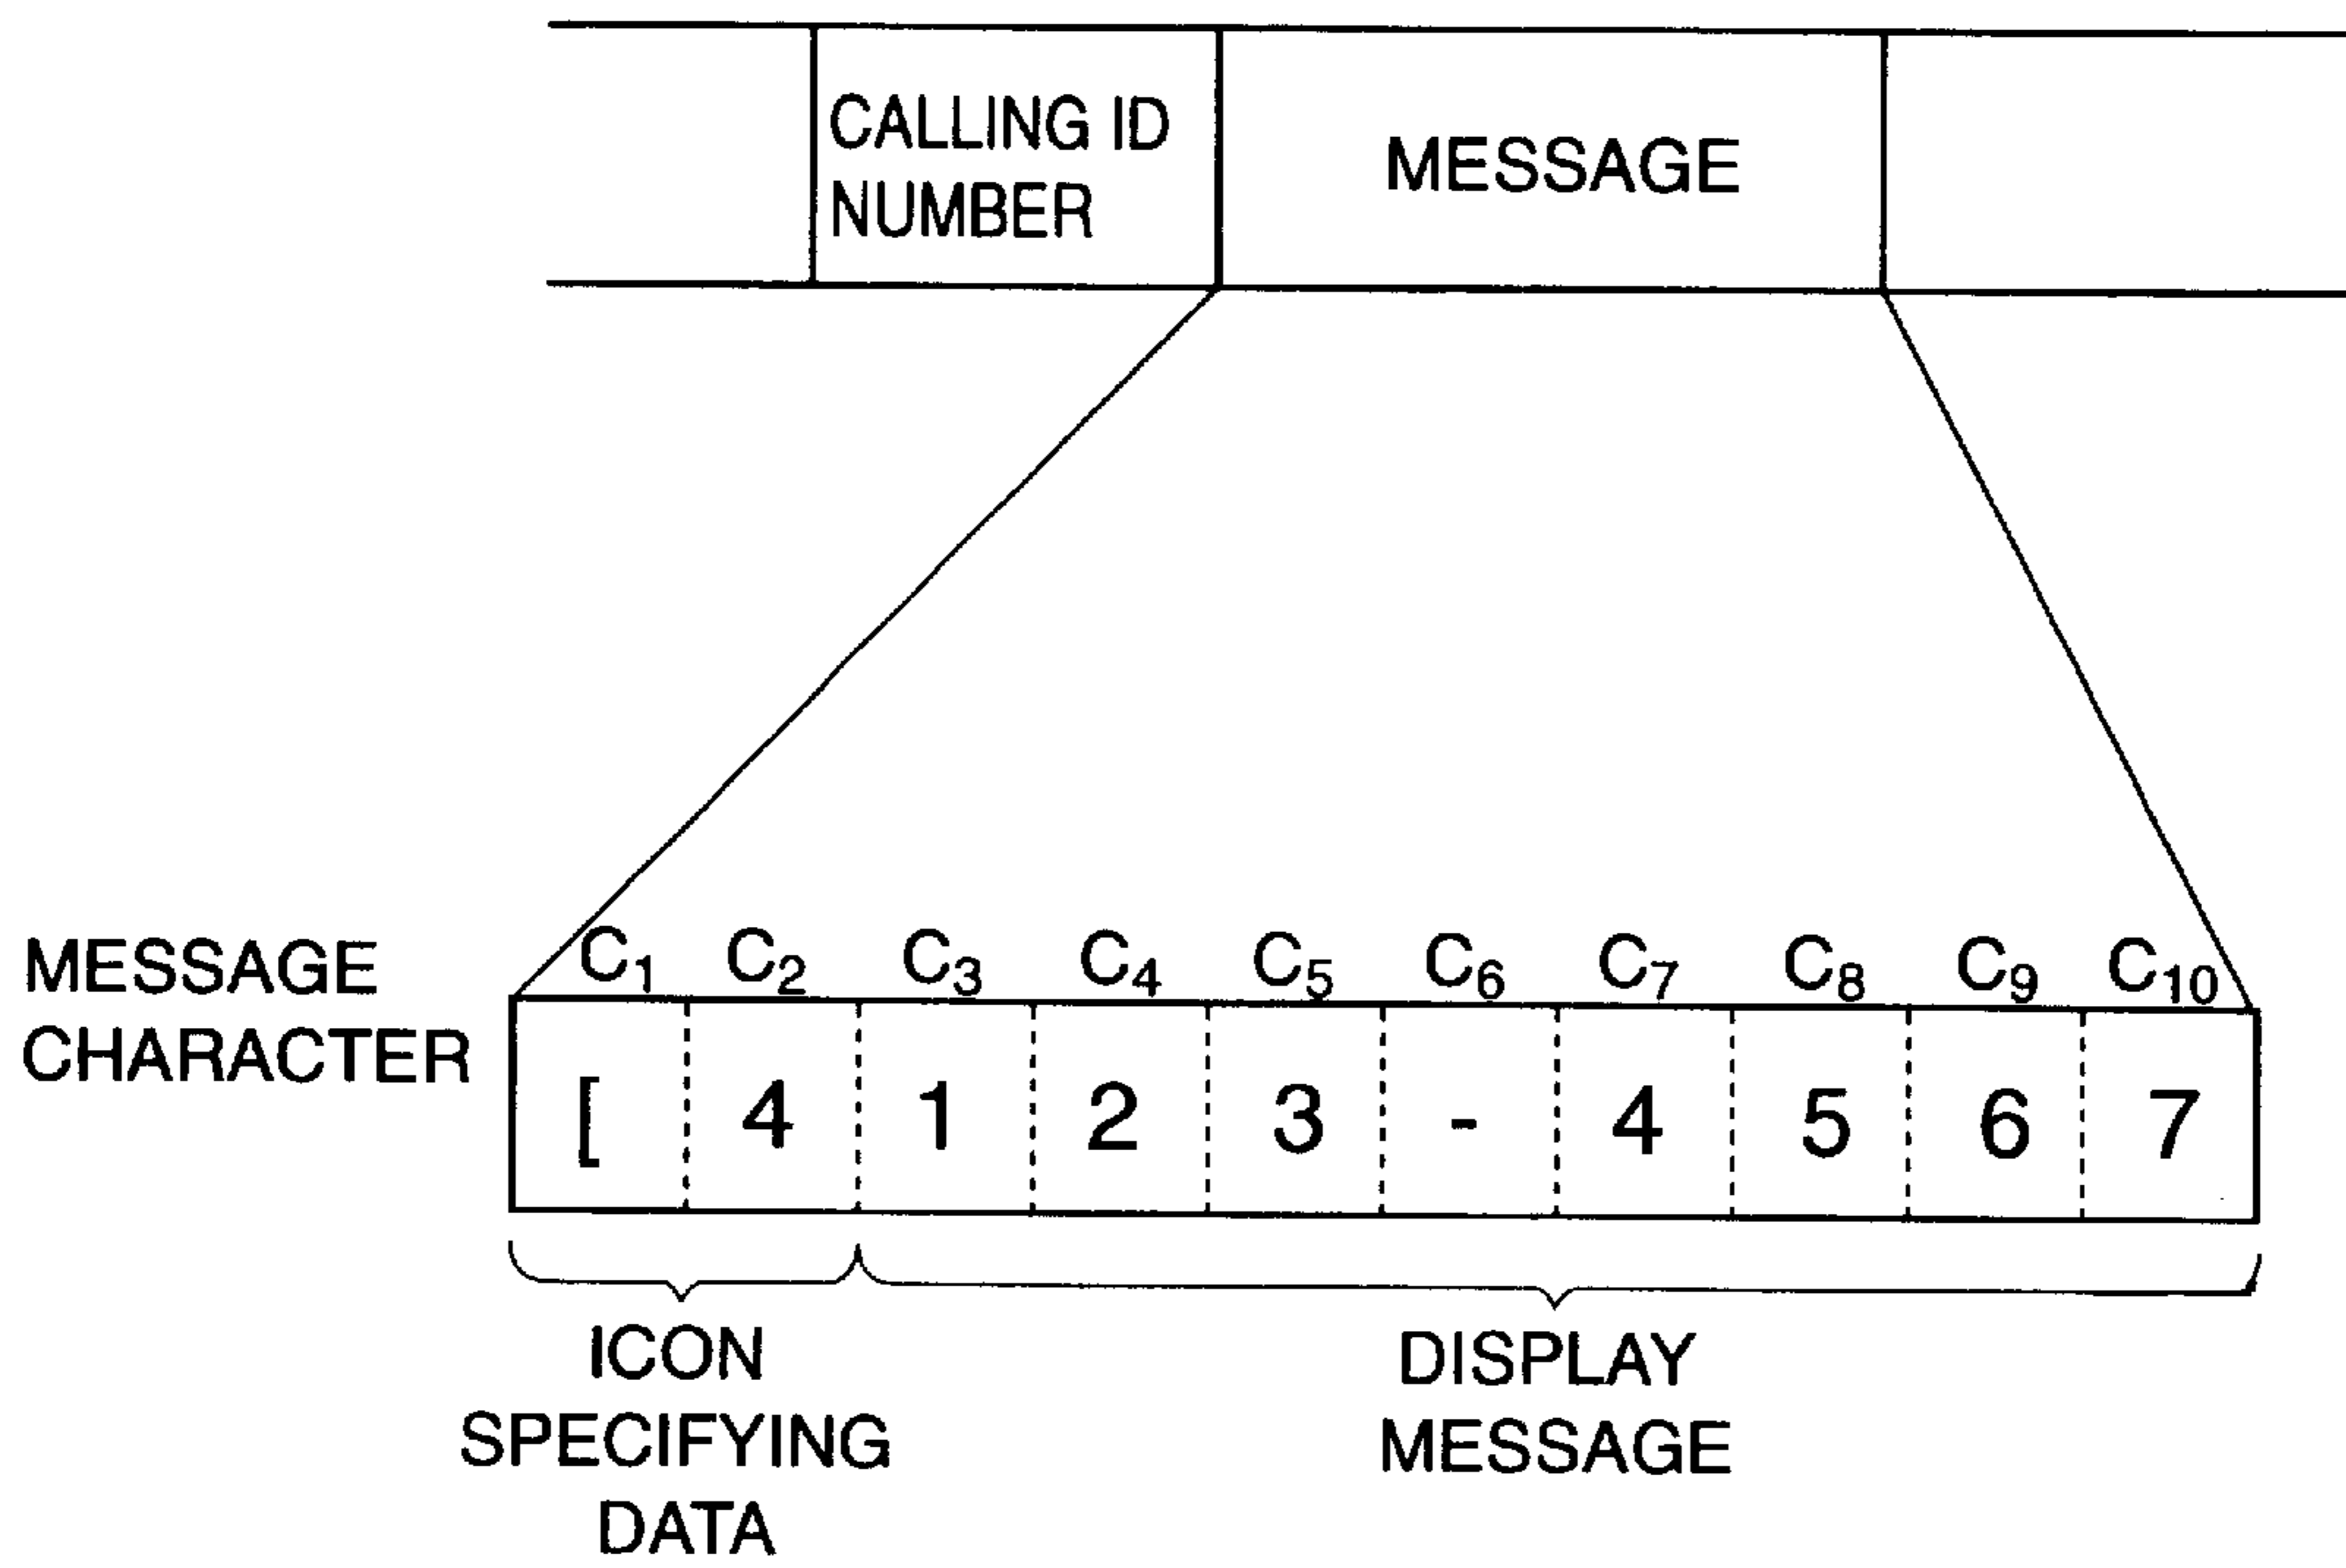 CALLING ID
NUMBER
MESSAGE
MESSAGE
CHARACTER
C1 C2 C3 C4 C5 C6 C7 C8 C9 C10
[ 4 1 2 3 - 4 5 6 7
ICON
SPECIFYING
DATA
DISPLAY
MESSAGE